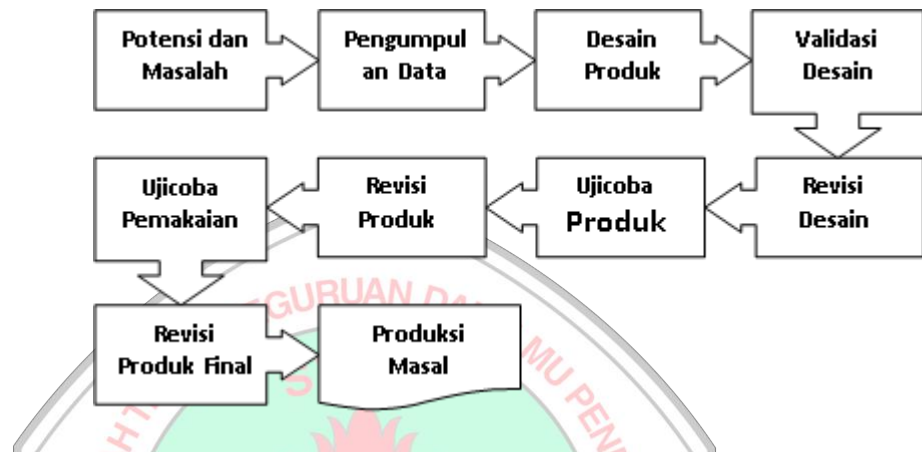 Potensi dan
Masalah
Pengumpul
an Data
Desain
Produk
Validasi
Desain
Ujicoba
Pemakaian
Revisi
Produk
Ujicoba
Produk
Revisi
Desain
Revisi
Produk Final
Produksi
Masal